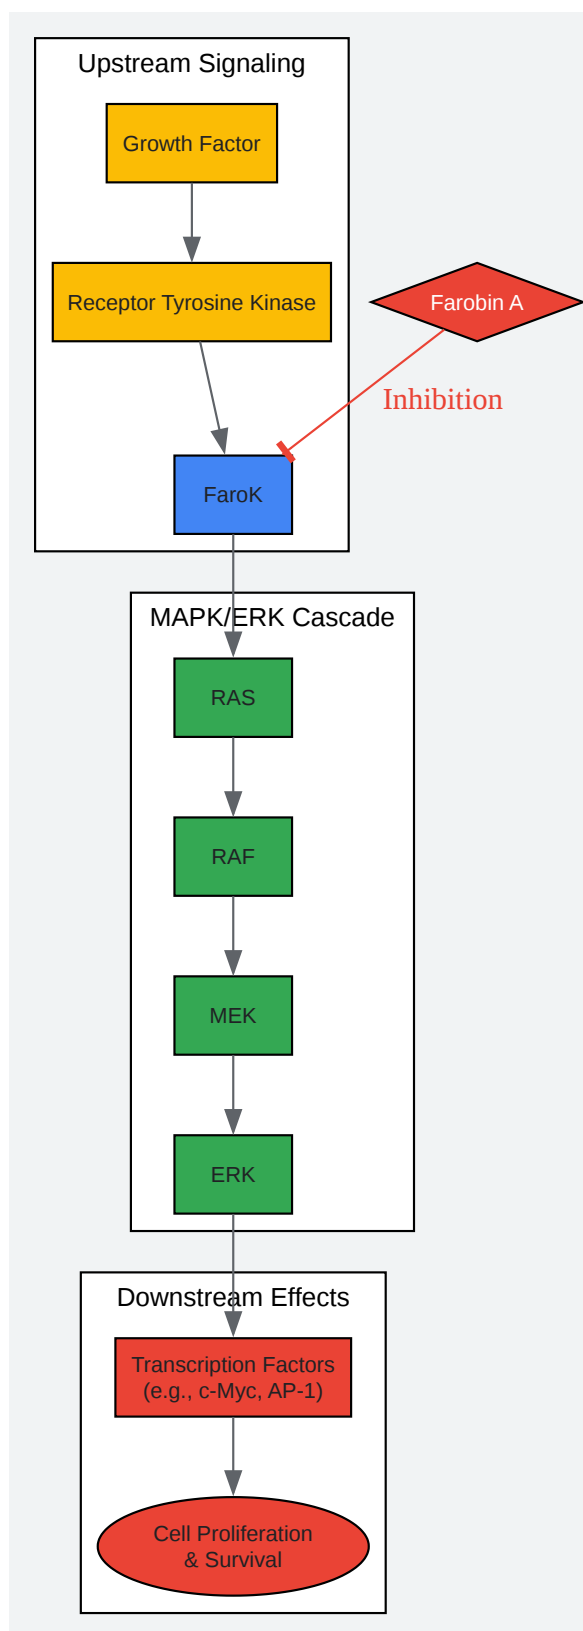 Upstream Signaling
Growth Factor
Receptor Tyrosine Kinase
Farobin A
Inhibition
FaroK
MAPK/ERK Cascade
RAS
RAF
MEK
ERK
Downstream Effects
Transcription Factors
(e.g., c-Myc, AP-1)
Cell Proliferation
& Survival